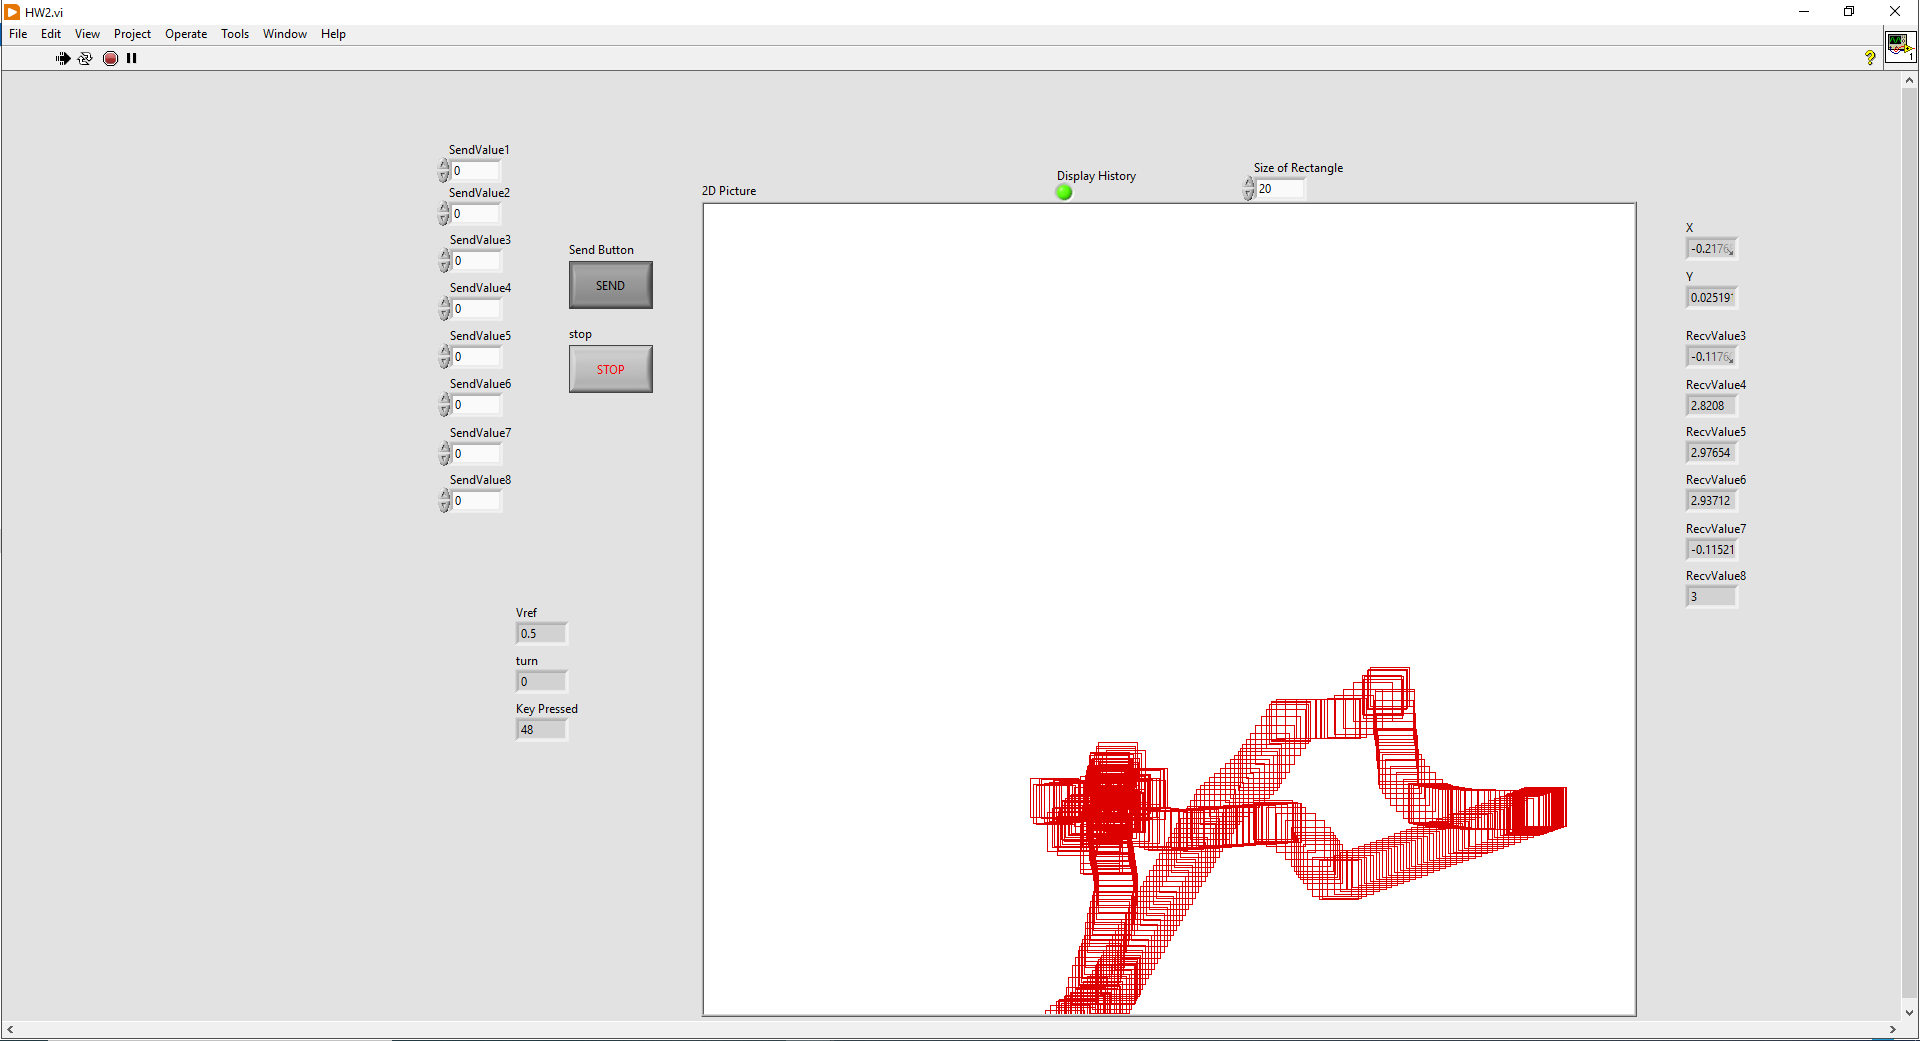 HW2.vi
File Edit View Project Operate Tools Window Help
1
SendValue1
0
SendValue2
0
SendValue3
0
SendValue4
0
SendValue5
0
SendValue6
0
SendValue7
0
SendValue8
0
Send Button
SEND
stop
STOP
Vref
0.5
turn
0
Key Pressed
48
2D Picture
Display History
Size of Rectangle
20
X
-0.2176
Y
0.02519
RecvValue3
-0.1176
RecvValue4
2.8208
RecvValue5
2.97654
RecvValue6
2.93712
RecvValue7
-0.11521
RecvValue8
3